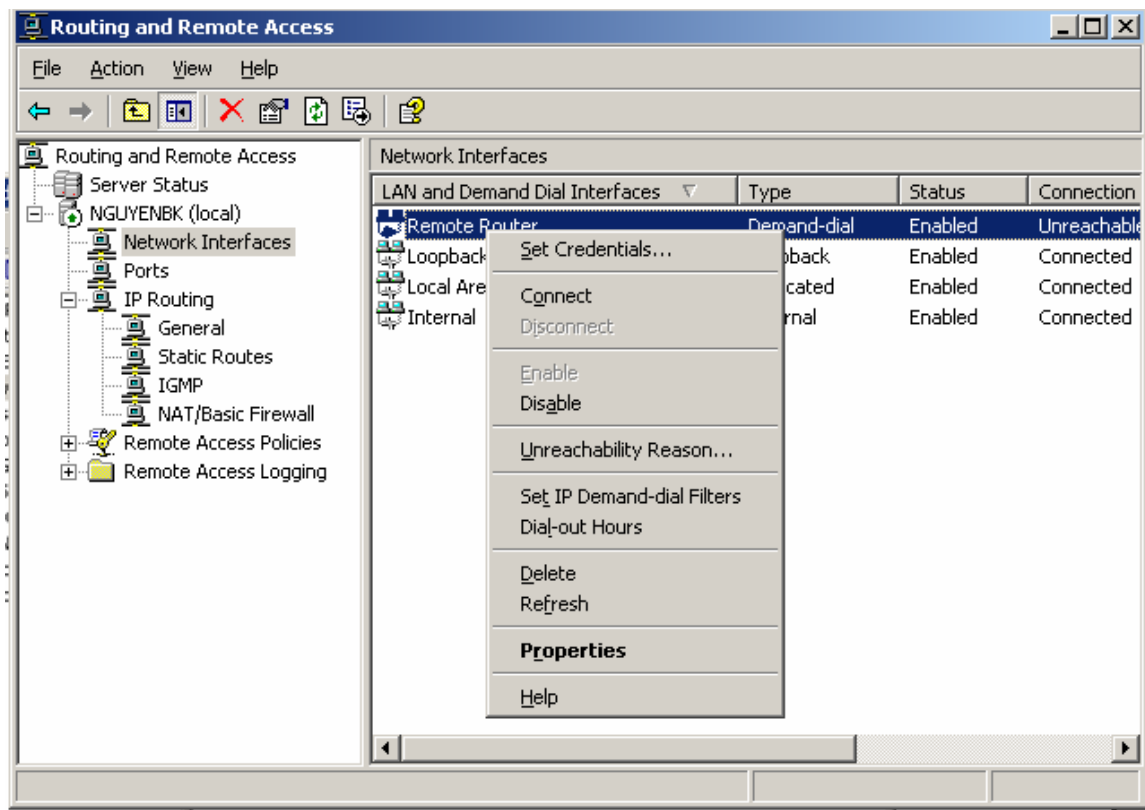 Routing and Remote Access
File Action View Help
Routing and Remote Access
Server Status
NGUYENBK (local)
Network Interfaces
Ports
IP Routing
General
Static Routes
IGMP
NAT/Basic Firewall
Remote Access Policies
Remote Access Logging
Network Interfaces
LAN and Demand Dial Interfaces Type Status Connection
Remote Router Demand-dial Enabled Unreachable
Loopback Enabled Connected
Local Are Enabled Connected
Internal Enabled Connected
Set Credentials...
Connect
Disconnect
Enable
Disable
Unreachability Reason...
Set IP Demand-dial Filters
Dial-out Hours
Delete
Refresh
Properties
Help